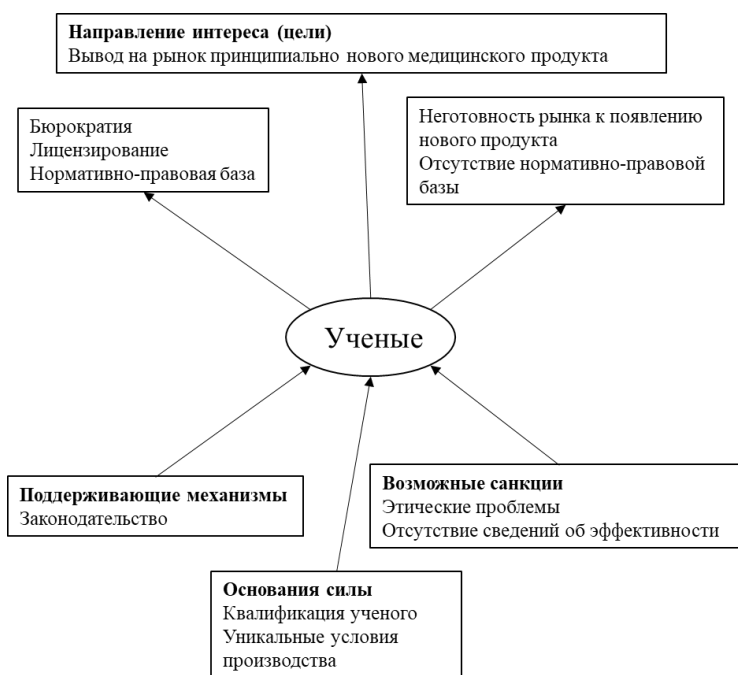 Направление интереса (цели)
Вывод на рынок принципиально нового медицинского продукта
Бюрократия
Лицензирование
Нормативно-правовая база
Неготовность рынка к появлению
нового продукта
Отсутствие нормативно-правовой
базы
Ученые
Поддерживающие механизмы
Законодательство
Возможные санкции
Этические проблемы
Отсутствие сведений об эффективности
Основания силы
Квалификация ученого
Уникальные условия
производства